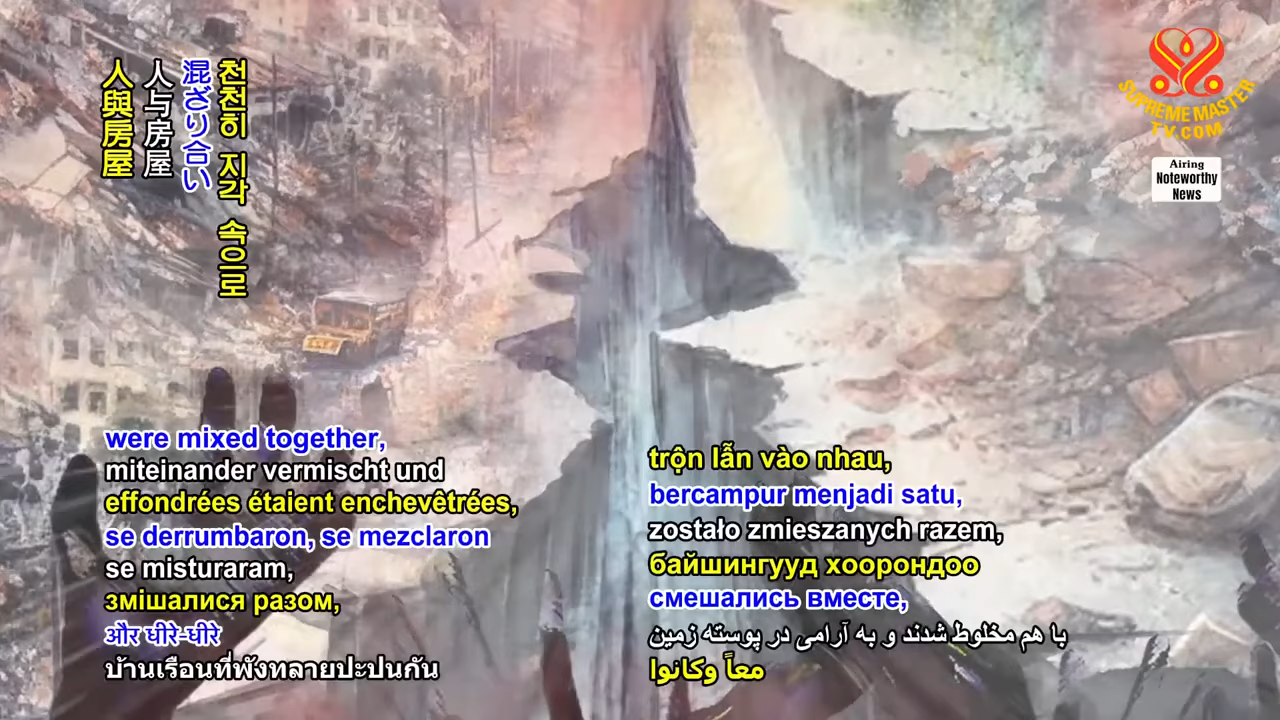 人與房屋
人与房屋
混ざり合い
천천히 지각 속으로
SUPREME MASTER
TV.COM
Airing
Noteworthy
News
were mixed together,
miteinander vermischt und
effondrées étaient enchevêtrées,
se derrumbaron, se mezclaron
se misturaram,
змішалися разом,
और धीरे-धीरे
บ้านเรือนที่พังทลายปะปนกัน
trộn lẫn vào nhau,
bercampur menjadi satu,
zostało zmieszanych razem,
байшингууд хоорондоо
смешались вместе,
با هم مخلوط شدند و به آرامی در پوسته زمین
معاً وكانوا